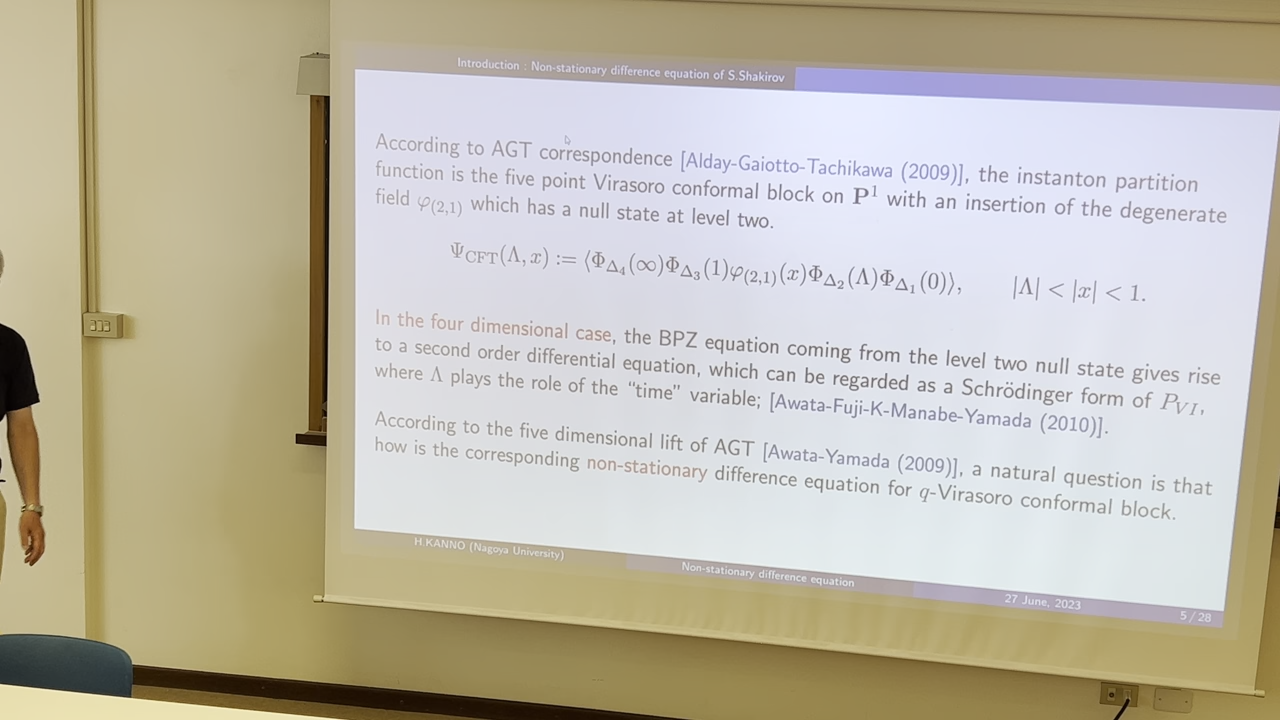 Introduction : Non-stationary difference equation of S.Shakirov
According to AGT correspondence [Alday-Gaiotto-Tachikawa (2009)], the instanton partition
function is the five point Virasoro conformal block on P¹ with an insertion of the degenerate
field φ(2,1) which has a null state at level two.
Ψ_CFT(Λ, x) := ⟨Φ_Δ₄(∞)Φ_Δ₃(1)φ(2,1)(x)Φ_Δ₂(Λ)Φ_Δ₁(0)⟩, |Λ| < |x| < 1.
In the four dimensional case, the BPZ equation coming from the level two null state gives rise
to a second order differential equation, which can be regarded as a Schrödinger form of P_VI,
where Λ plays the role of the “time” variable; [Awata-Fuji-K-Manabe-Yamada (2010)].
According to the five dimensional lift of AGT [Awata-Yamada (2009)], a natural question is that
how is the corresponding non-stationary difference equation for q-Virasoro conformal block.
H.KANNO (Nagoya University)
Non-stationary difference equation
27 June, 2023
5 / 28